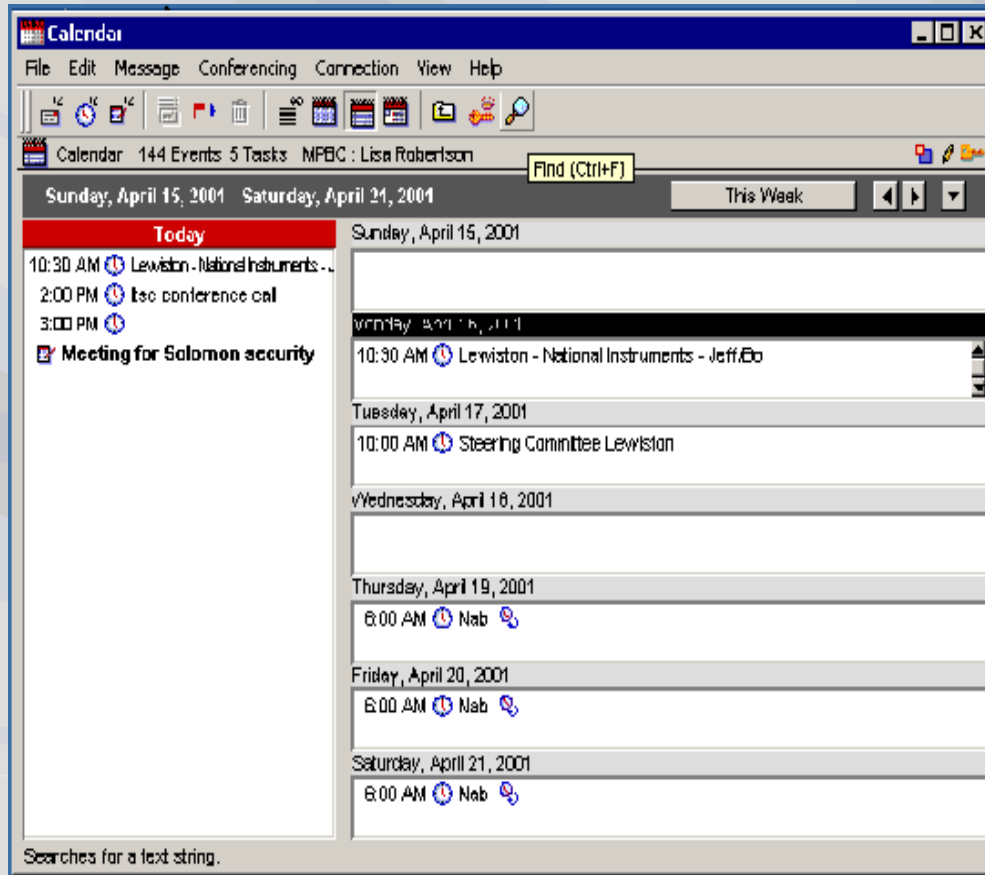 Calendar
File Edit Message Conferencing Connection View Help
Calendar 144 Events 5 Tasks MPBC : Lisa Robertson
Find (Ctrl+F)
Sunday, April 15, 2001 Saturday, April 21, 2001 This Week
Today
10:30 AM Lewiston - National Instruments -
2:00 PM conference call
3:00 PM
Meeting for Solomon security
Sunday, April 15, 2001
Monday, April 16, 2001
10:30 AM Lewiston - National Instruments - Jeff/Bo
Tuesday, April 17, 2001
10:00 AM Steering Committee Lewiston
Wednesday, April 18, 2001
Thursday, April 19, 2001
6:00 AM Nab
Friday, April 20, 2001
6:00 AM Nab
Saturday, April 21, 2001
6:00 AM Nab
Searches for a text string.